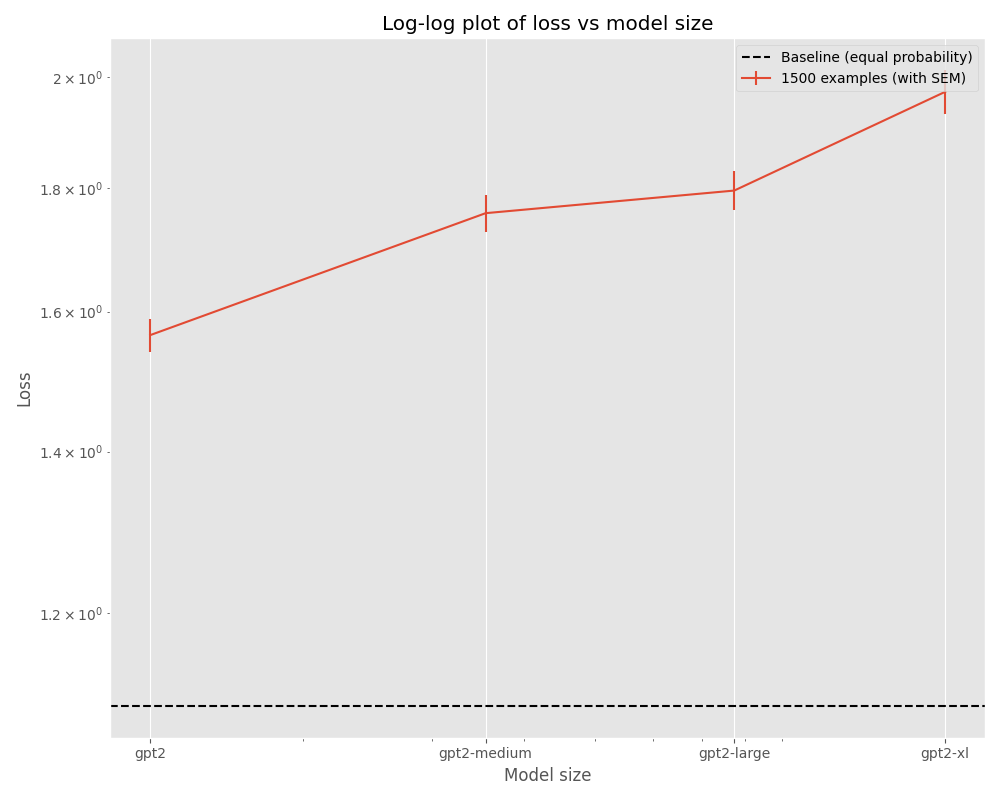 Log-log plot of loss vs model size
Baseline (equal probability)
1500 examples (with SEM)
2 × 10⁰
1.8 × 10⁰
1.6 × 10⁰
1.4 × 10⁰
1.2 × 10⁰
Loss
gpt2 gpt2-medium gpt2-large gpt2-xl
Model size